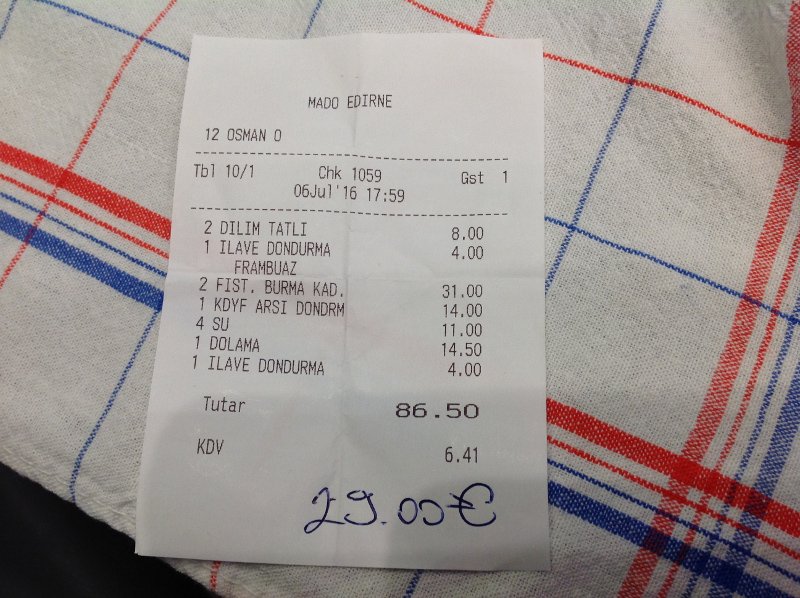 MADO EDIRNE
12 OSMAN O
Tbl 10/1 Chk 1059 Gst 1
06Jul'16 17:59
2 DILIM TATLI 8.00
1 ILAVE DONDURMA 4.00
FRAMBUAZ
2 FIST. BURMA KAD. 31.00
1 KDYF ARSI DONDRM 14.00
4 SU 11.00
1 DOLAMA 14.50
1 ILAVE DONDURMA 4.00
Tutar 86.50
KDV 6.41
29.00€